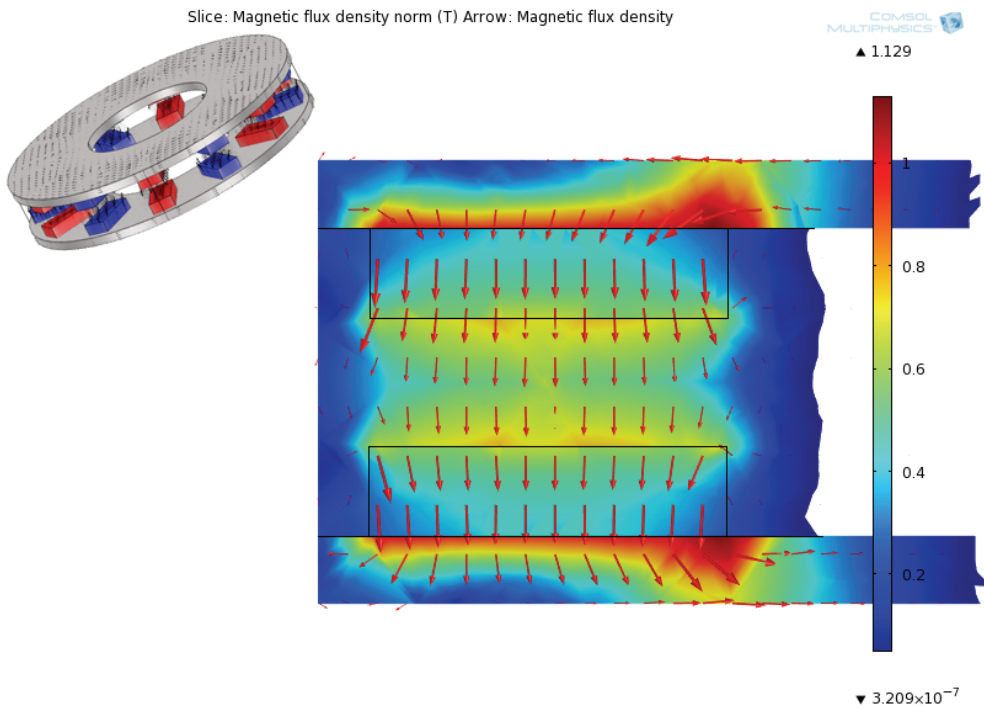 Slice: Magnetic flux density norm (T) Arrow: Magnetic flux density
COMSOL
MULTIPHYSICS
▲ 1.129
1
0.8
0.6
0.4
0.2
▼ 3.209×10⁻⁷